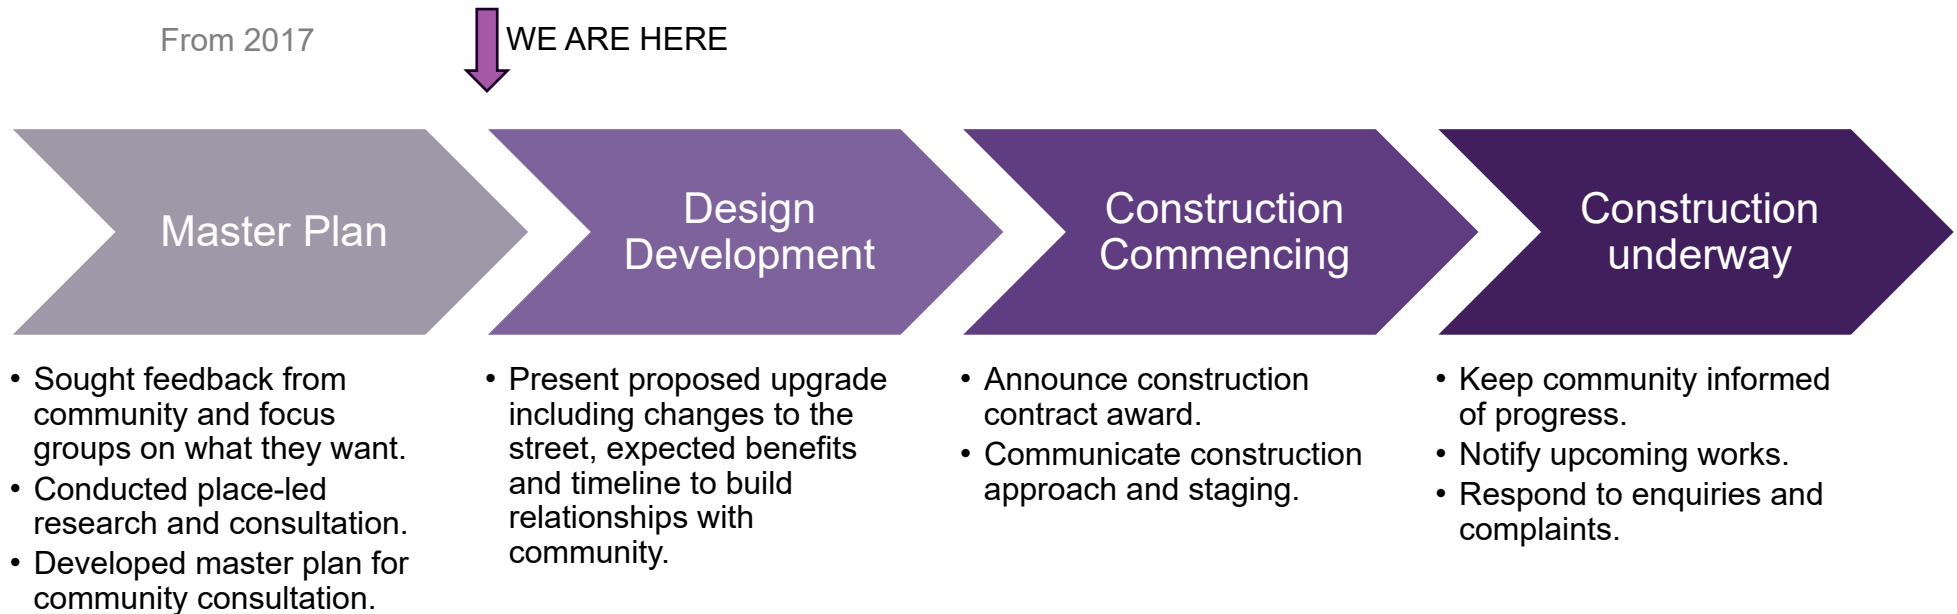 From 2017
WE ARE HERE
Master Plan
Design
Development
Construction
Commencing
Construction
underway
• Sought feedback from
community and focus
groups on what they want.
• Conducted place-led
research and consultation.
• Developed master plan for
community consultation.
• Present proposed upgrade
including changes to the
street, expected benefits
and timeline to build
relationships with
community.
• Announce construction
contract award.
• Communicate construction
approach and staging.
• Keep community informed
of progress.
• Notify upcoming works.
• Respond to enquiries and
complaints.